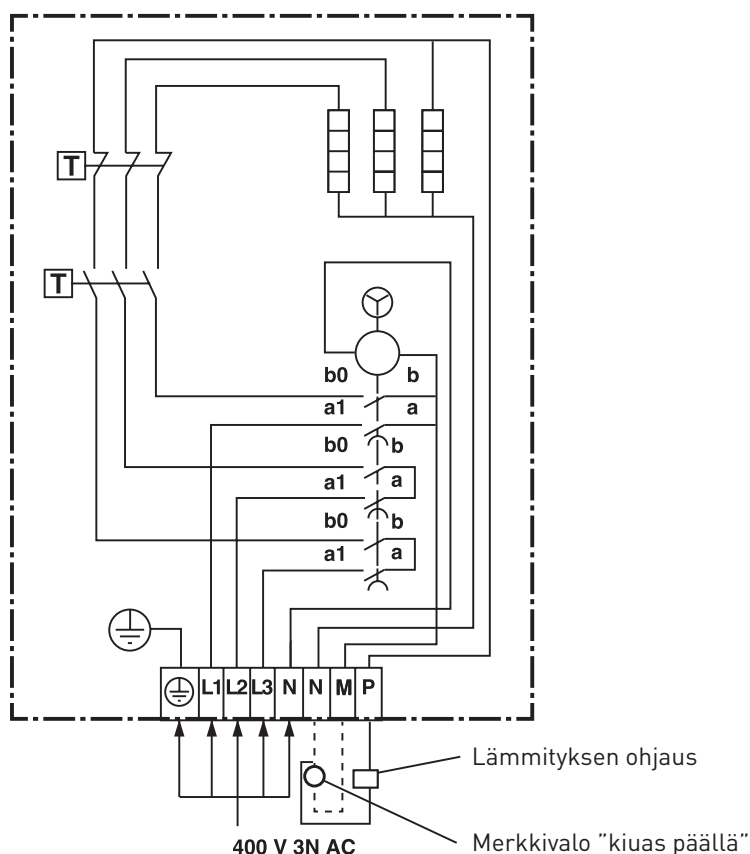 T
T
b0 b
a1 a
b0 b
a1 a
b0 b
a1 a
L1 L2 L3 N N M P
Lämmityksen ohjaus
400 V 3N AC
Merkkivalo ”kiuas päällä”